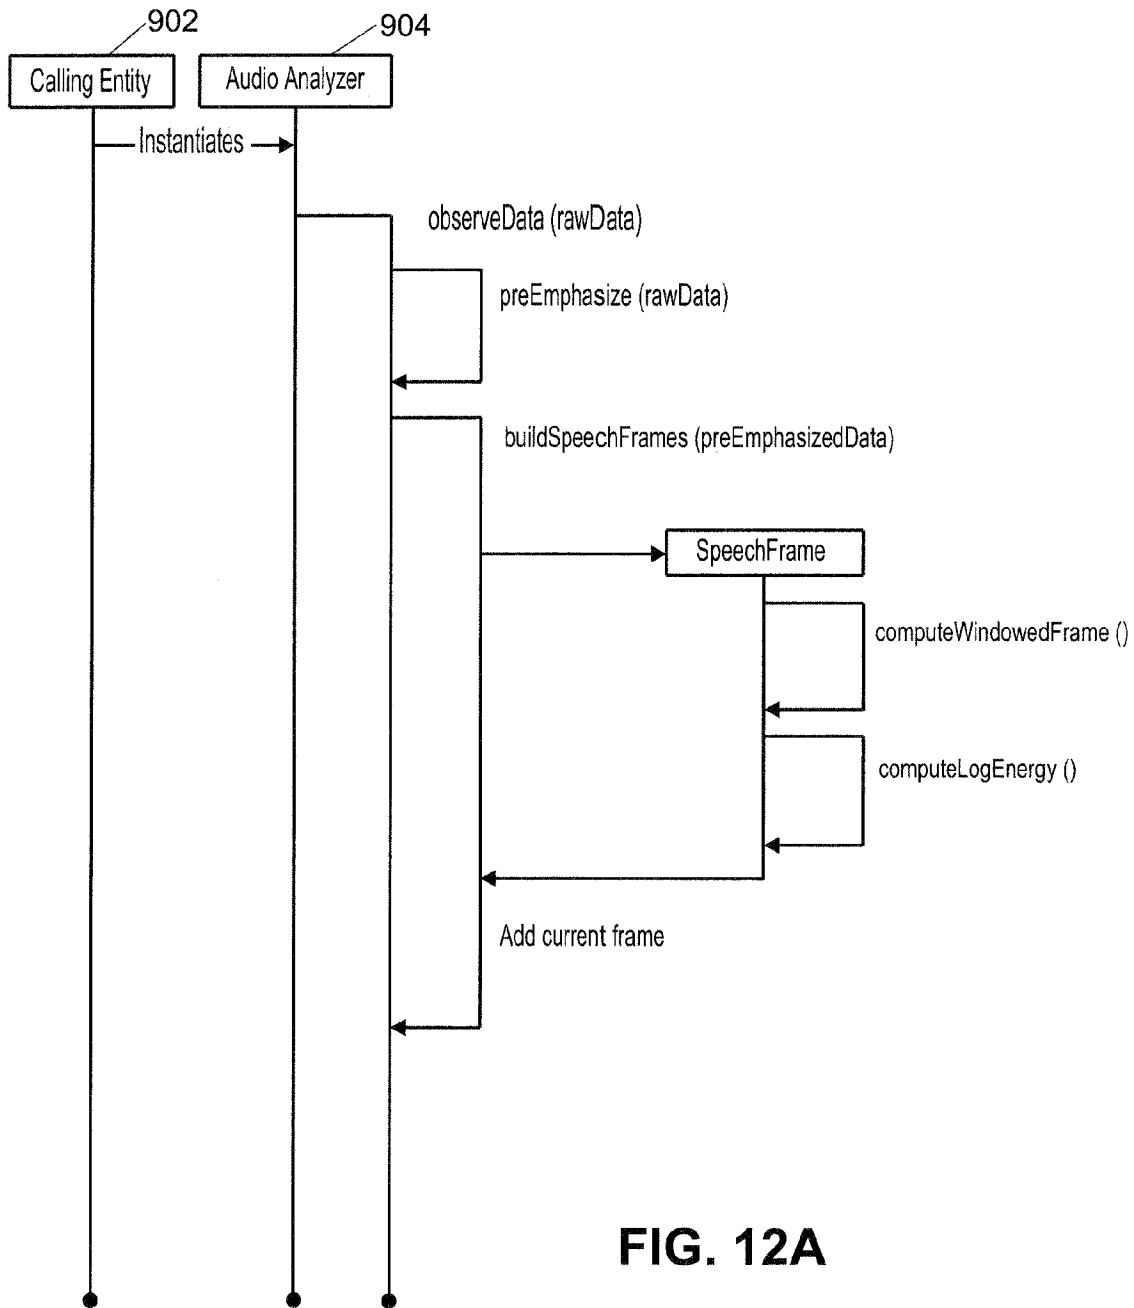 902
904
Calling Entity
Audio Analyzer
Instantiates
observeData (rawData)
preEmphasize (rawData)
buildSpeechFrames (preEmphasizedData)
SpeechFrame
computeWindowedFrame ()
computeLogEnergy ()
Add current frame
FIG. 12A